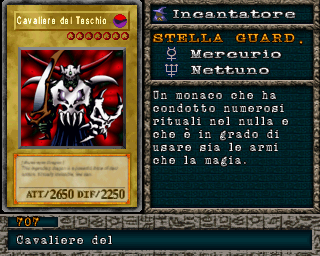 Cavaliere dei Teschio
ATT/2650 DIF/2250
Incantatore
STELLA GUARD.
Mercurio
Nettuno
Un monaco che ha
condotto numerosi
rituali nel nulla e
che è in grado di
usare sia le armi
che la magia.
707
Cavaliere del